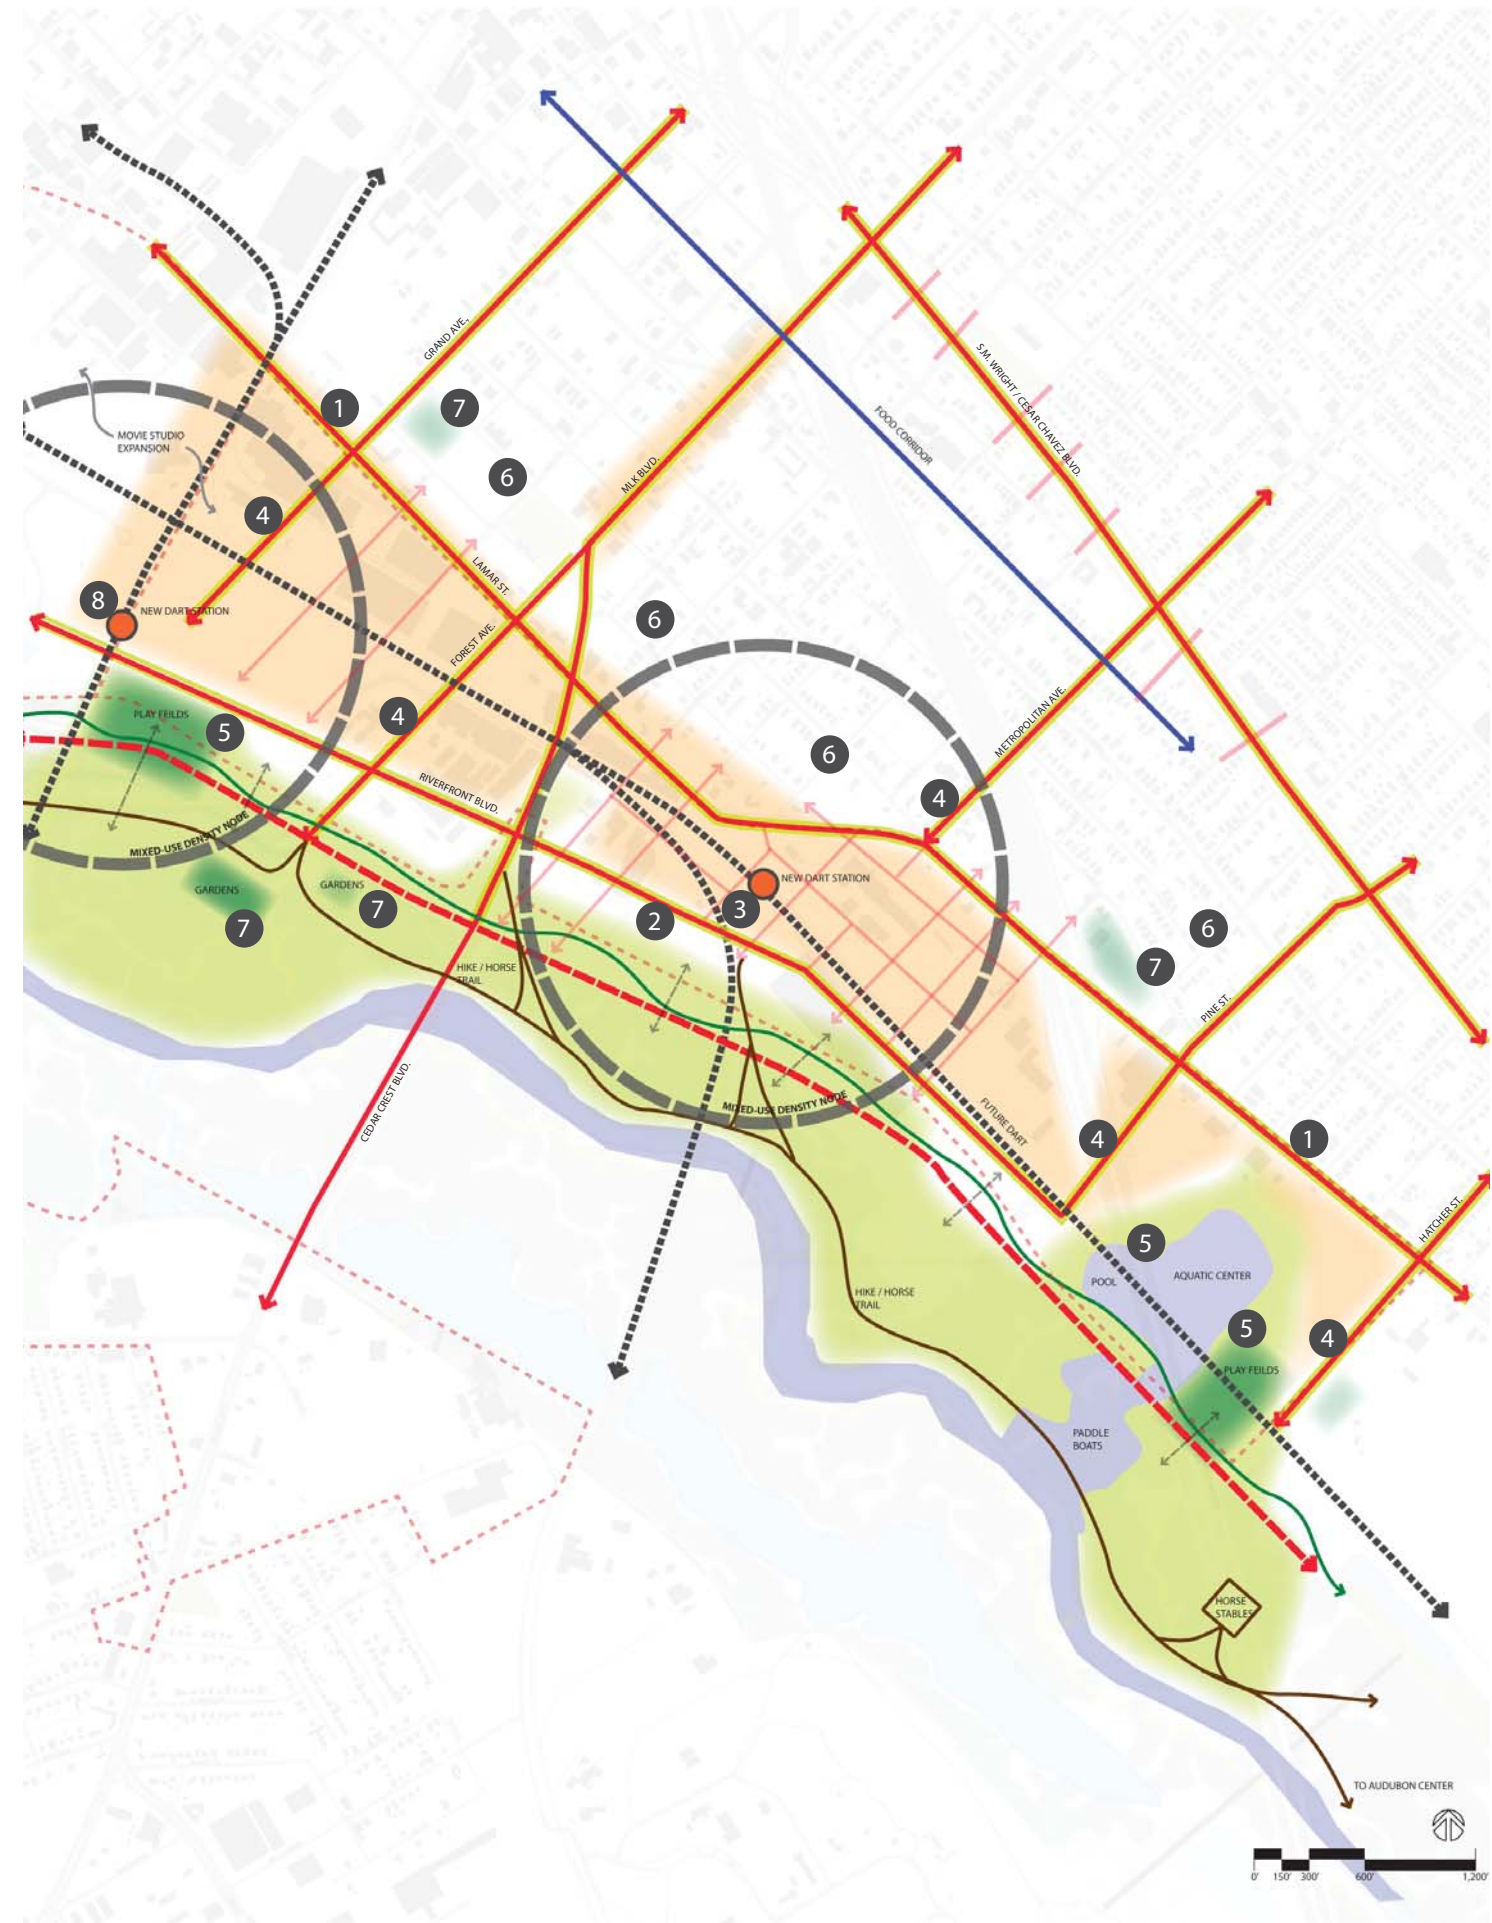 GRAND AVE.,
1
7
MOVIE STUDIO
EXPANSION
S.M. WRIGHT / CESAR CHAVEZ BLVD.
FOOD CORRIDOR
MLK BLVD.
6
4
LAMAR ST.
8
NEW DART STATION
FOREST AVE.
6
METROPOLITAN AVE.
PLAY FEILDS
5
4
6
RIVERFRONT BLVD.
4
MIXED-USE DENSITY NODE
GARDENS
GARDENS
7
7
NEW DART STATION
3
2
6
7
HIKE / HORSE
TRAIL
PINE ST.
CEDAR CREST BLVD.
MIXED-USE DENSITY NODE
FUTURE DART
4
1
HATCHER ST.
5
POOL
AQUATIC CENTER
HIKE / HORSE
TRAIL
5
4
PLAY FEILDS
PADDLE
BOATS
HORSE
STABLES
TO AUDUBON CENTER
0' 150' 300' 600' 1,200'